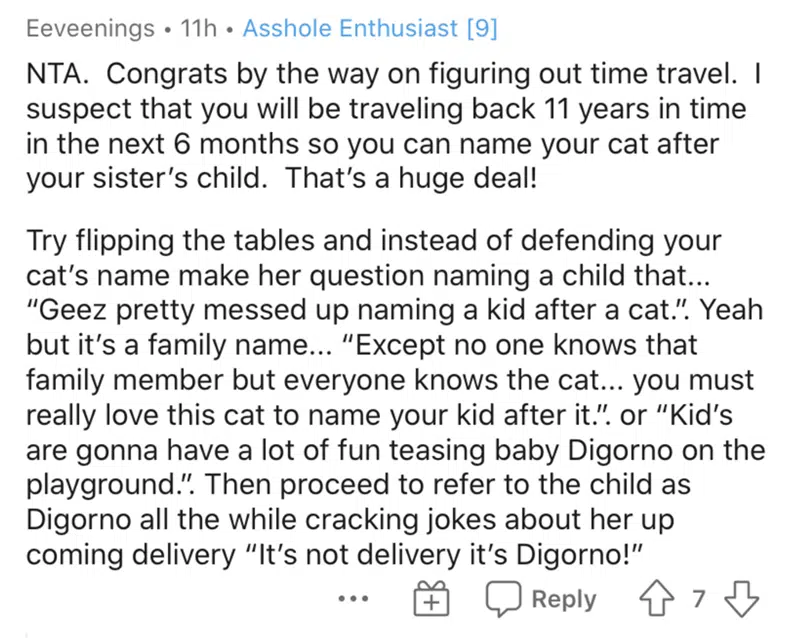 Eeveenings • 11h • Asshole Enthusiast [9]
NTA.  Congrats by the way on figuring out time travel.  I
suspect that you will be traveling back 11 years in time
in the next 6 months so you can name your cat after
your sister’s child.  That’s a huge deal!
Try flipping the tables and instead of defending your
cat’s name make her question naming a child that...
“Geez pretty messed up naming a kid after a cat.”. Yeah
but it’s a family name... “Except no one knows that
family member but everyone knows the cat... you must
really love this cat to name your kid after it.”. or “Kid’s
are gonna have a lot of fun teasing baby Digorno on the
playground.”. Then proceed to refer to the child as
Digorno all the while cracking jokes about her up
coming delivery “It’s not delivery it’s Digorno!”
... Reply 7